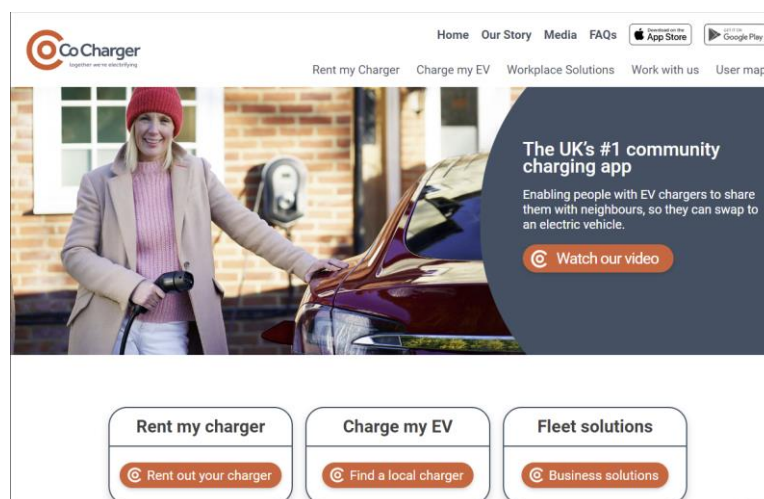 Co Charger
together we're electrifying
Home Our Story Media FAQs
Download on the
App Store
GET IT ON
Google Play
Rent my Charger Charge my EV Workplace Solutions Work with us User map
The UK's #1 community
charging app
Enabling people with EV chargers to share
them with neighbours, so they can swap to
an electric vehicle.
Watch our video
Rent my charger
Charge my EV
Fleet solutions
Rent out your charger
Find a local charger
Business solutions